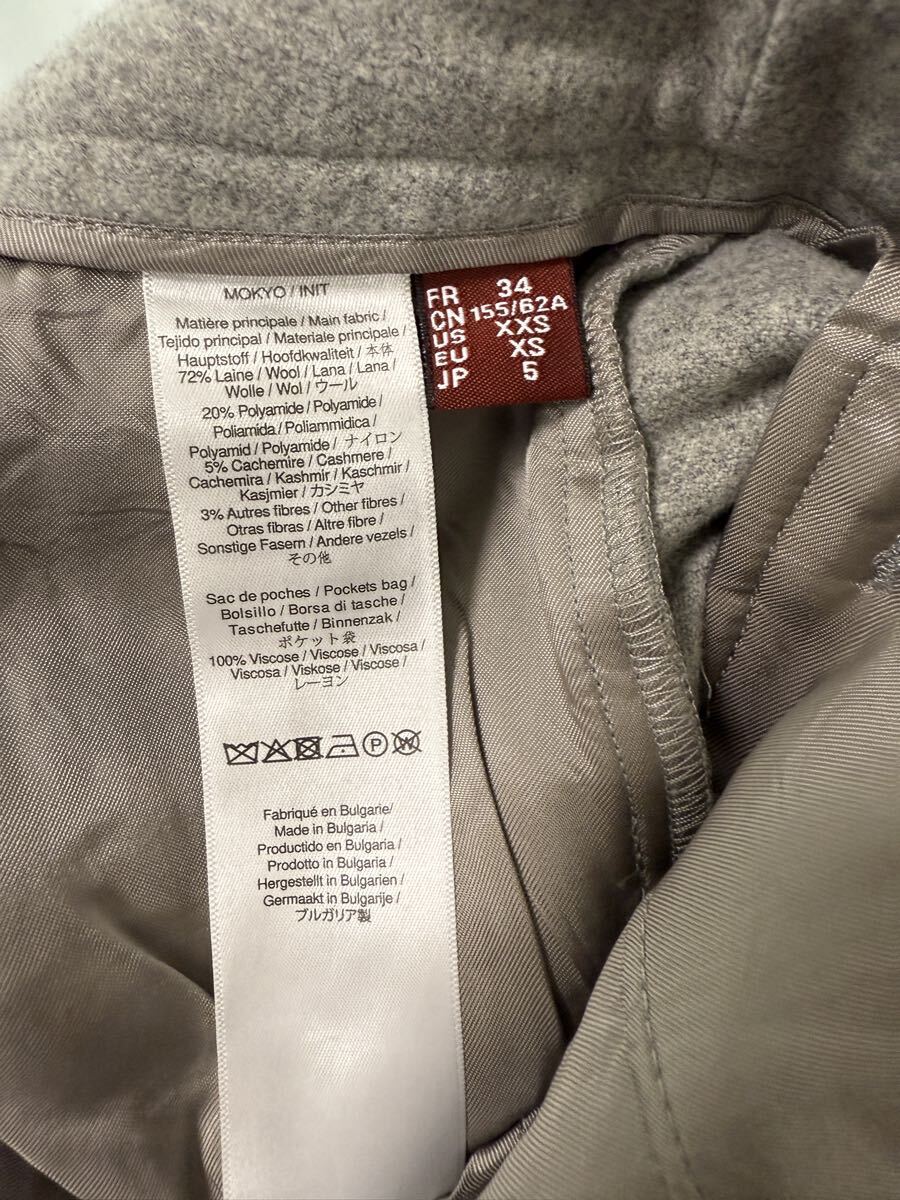 MOKYO / INIT
Matière principale / Main fabric /
Tejido principal / Materiale principale /
Hauptstoff / Hoofdkwaliteit / 本体
72% Laine / Wool / Lana / Lana /
Wolle / Wol / ウール
20% Polyamide / Polyamide /
Poliamida / Poliammidica /
Polyamid / Polyamide / ナイロン
5% Cachemire / Cashmere /
Cachemira / Kashmir / Kaschmir /
Kasjmier / カシミヤ
3% Autres fibres / Other fibres /
Otras fibras / Altre fibre /
Sonstige Fasern / Andere vezels /
その他
Sac de poches / Pockets bag /
Bolsillo / Borsa di tasche /
Taschefutte / Binnenzak /
ポケット袋
100% Viscose / Viscose / Viscosa /
Viscosa / Viskose / Viscose /
レーヨン
P W
Fabriqué en Bulgarie/
Made in Bulgaria /
Productido en Bulgaria /
Prodotto in Bulgaria /
Hergestellt in Bulgarien /
Germaakt in Bulgarije /
ブルガリア製
FR 34
CN 155/62A
US XXS
EU XS
JP 5